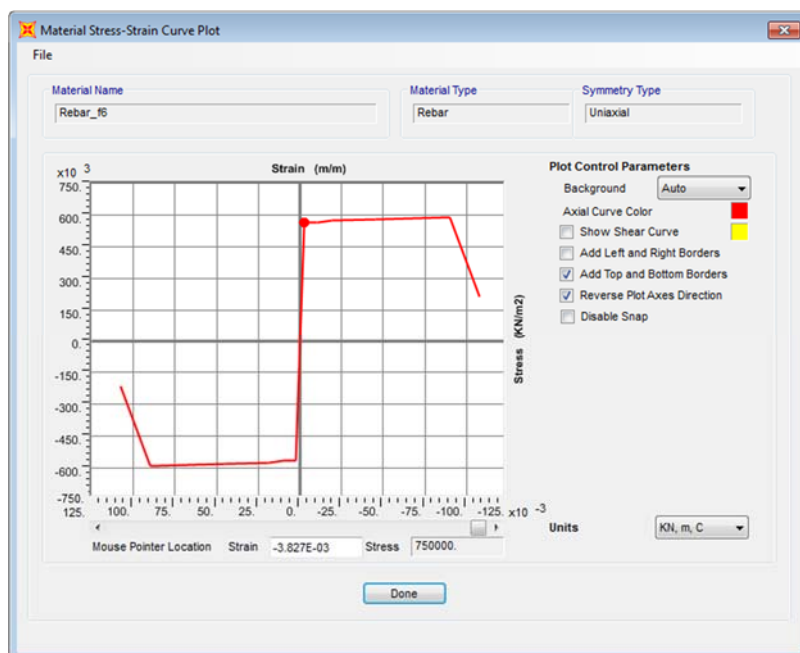 Material Stress-Strain Curve Plot
File
Material Name
Rebar_f6
Material Type
Rebar
Symmetry Type
Uniaxial
x10 3
Strain (m/m)
750.
600.
450.
300.
150.
0.
-150.
-300.
-450.
-600.
-750.
125. 100. 75. 50. 25. 0. -25. -50. -75. -100. -125. x10 -3
Stress (KN/m2)
Mouse Pointer Location Strain -3.827E-03 Stress 750000.
Plot Control Parameters
Background Auto
Axial Curve Color
Show Shear Curve
Add Left and Right Borders
Add Top and Bottom Borders
Reverse Plot Axes Direction
Disable Snap
Units KN, m, C
Done